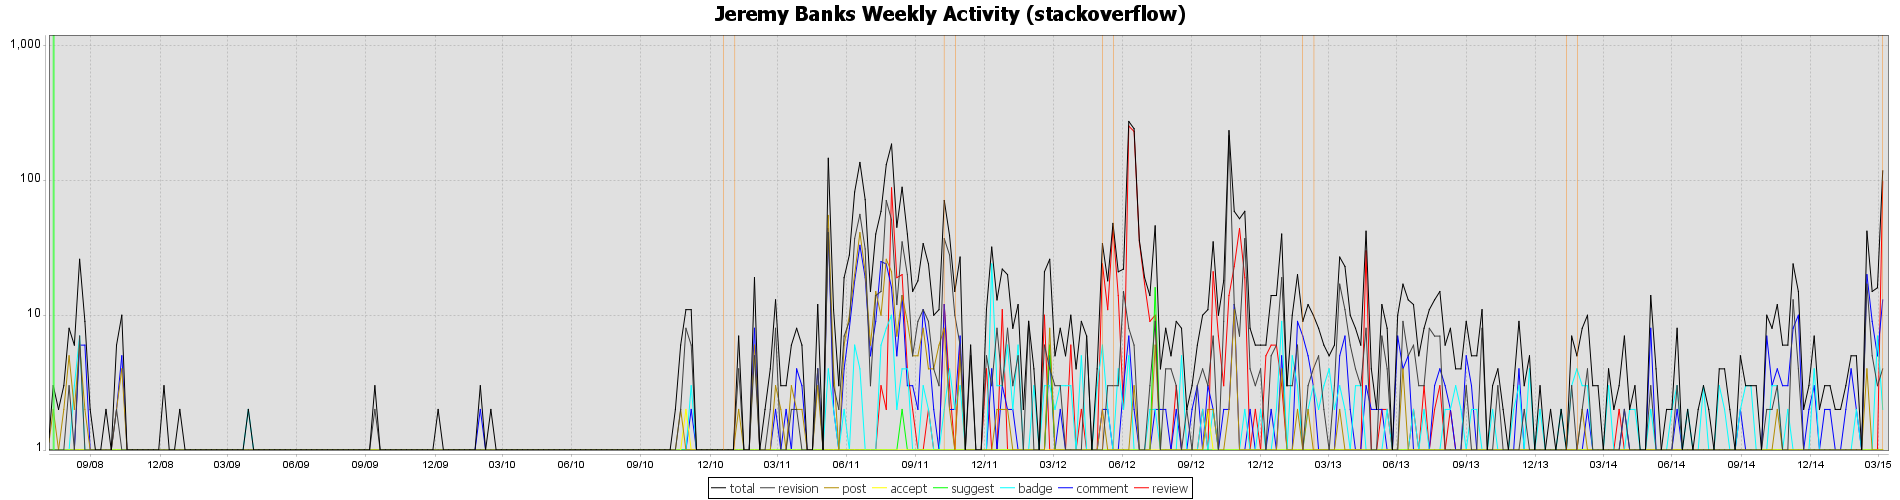 Jeremy Banks Weekly Activity (stackoverflow)
1,000
100
10
1
09/08 12/08 03/09 06/09 09/09 12/09 03/10 06/10 09/10 12/10 03/11 06/11 09/11 12/11 03/12 06/12 09/12 12/12 03/13 06/13 09/13 12/13 03/14 06/14 09/14 12/14 03/15
total revision post accept suggest badge comment review